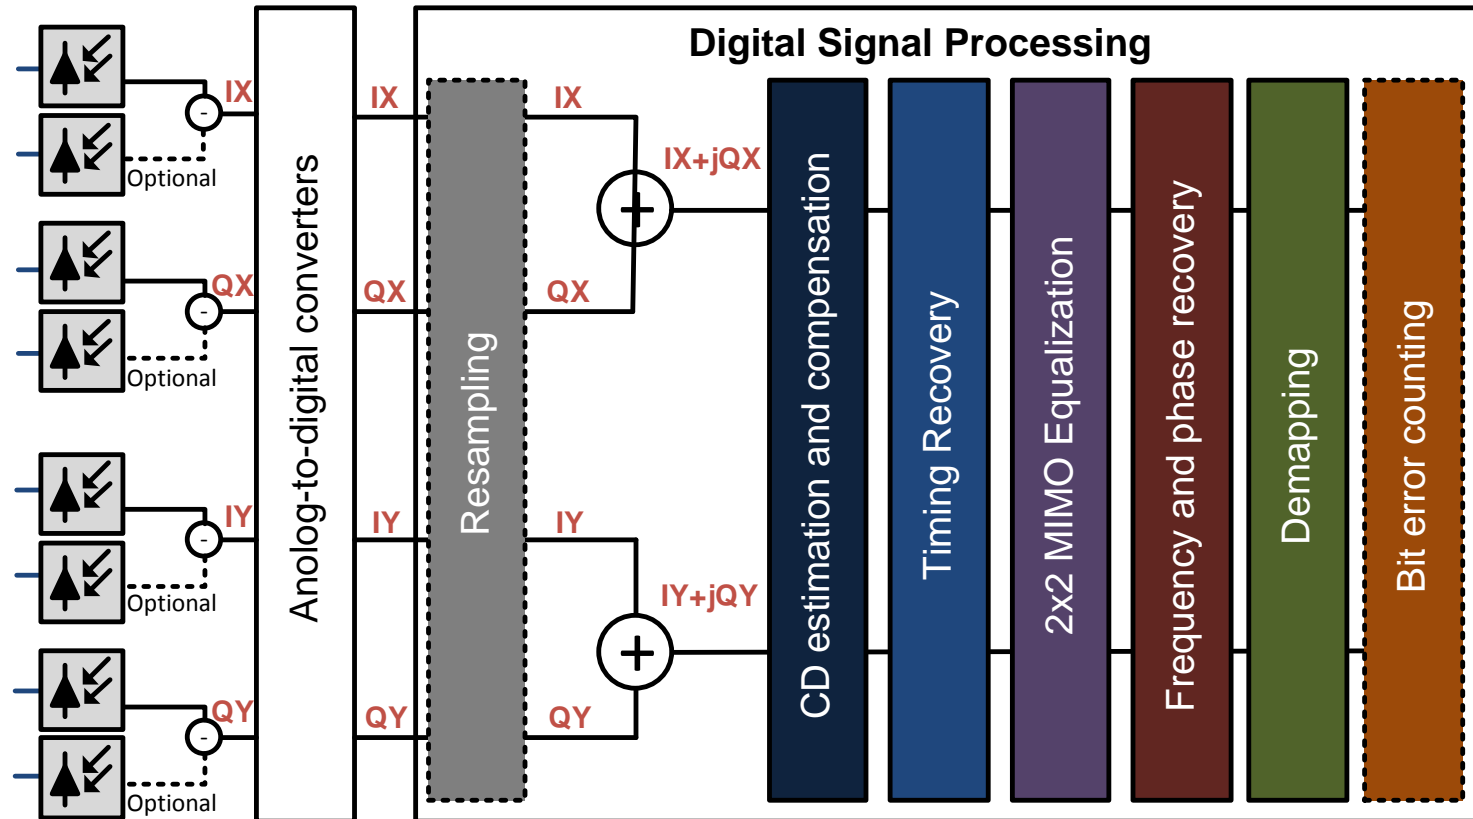 Digital Signal Processing
IX
IX
IX
Optional
IX+jQX
QX
QX
QX
Optional
IY
IY
IY
Optional
IY+jQY
QY
QY
QY
Optional
-
-
-
-
+
+
Anolog-to-digital converters
Resampling
CD estimation and compensation
Timing Recovery
2x2 MIMO Equalization
Frequency and phase recovery
Demapping
Bit error counting